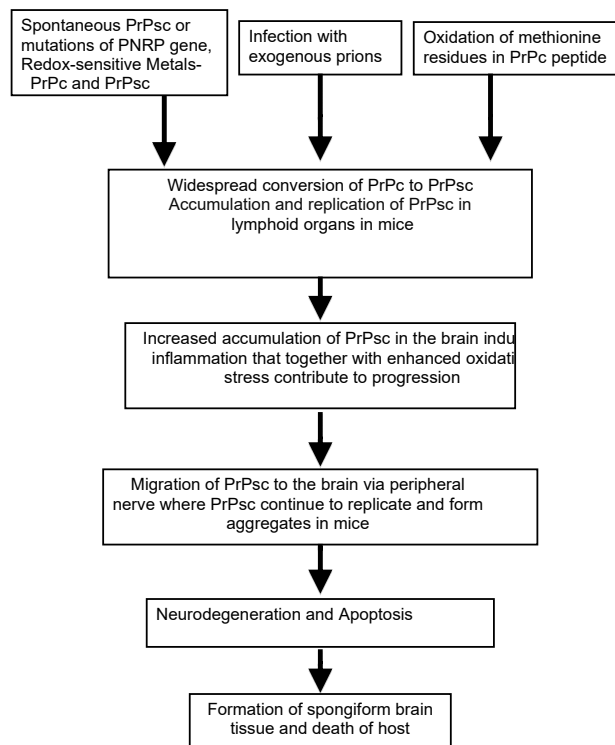 Spontaneous PrPsc or
mutations of PNRP gene,
Redox-sensitive Metals-
PrPc and PrPsc
Infection with
exogenous prions
Oxidation of methionine
residues in PrPc peptide
Widespread conversion of PrPc to PrPsc
Accumulation and replication of PrPsc in
lymphoid organs in mice
Increased accumulation of PrPsc in the brain indu
inflammation that together with enhanced oxidati
stress contribute to progression
Migration of PrPsc to the brain via peripheral
nerve where PrPsc continue to replicate and form
aggregates in mice
Neurodegeneration and Apoptosis
Formation of spongiform brain
tissue and death of host